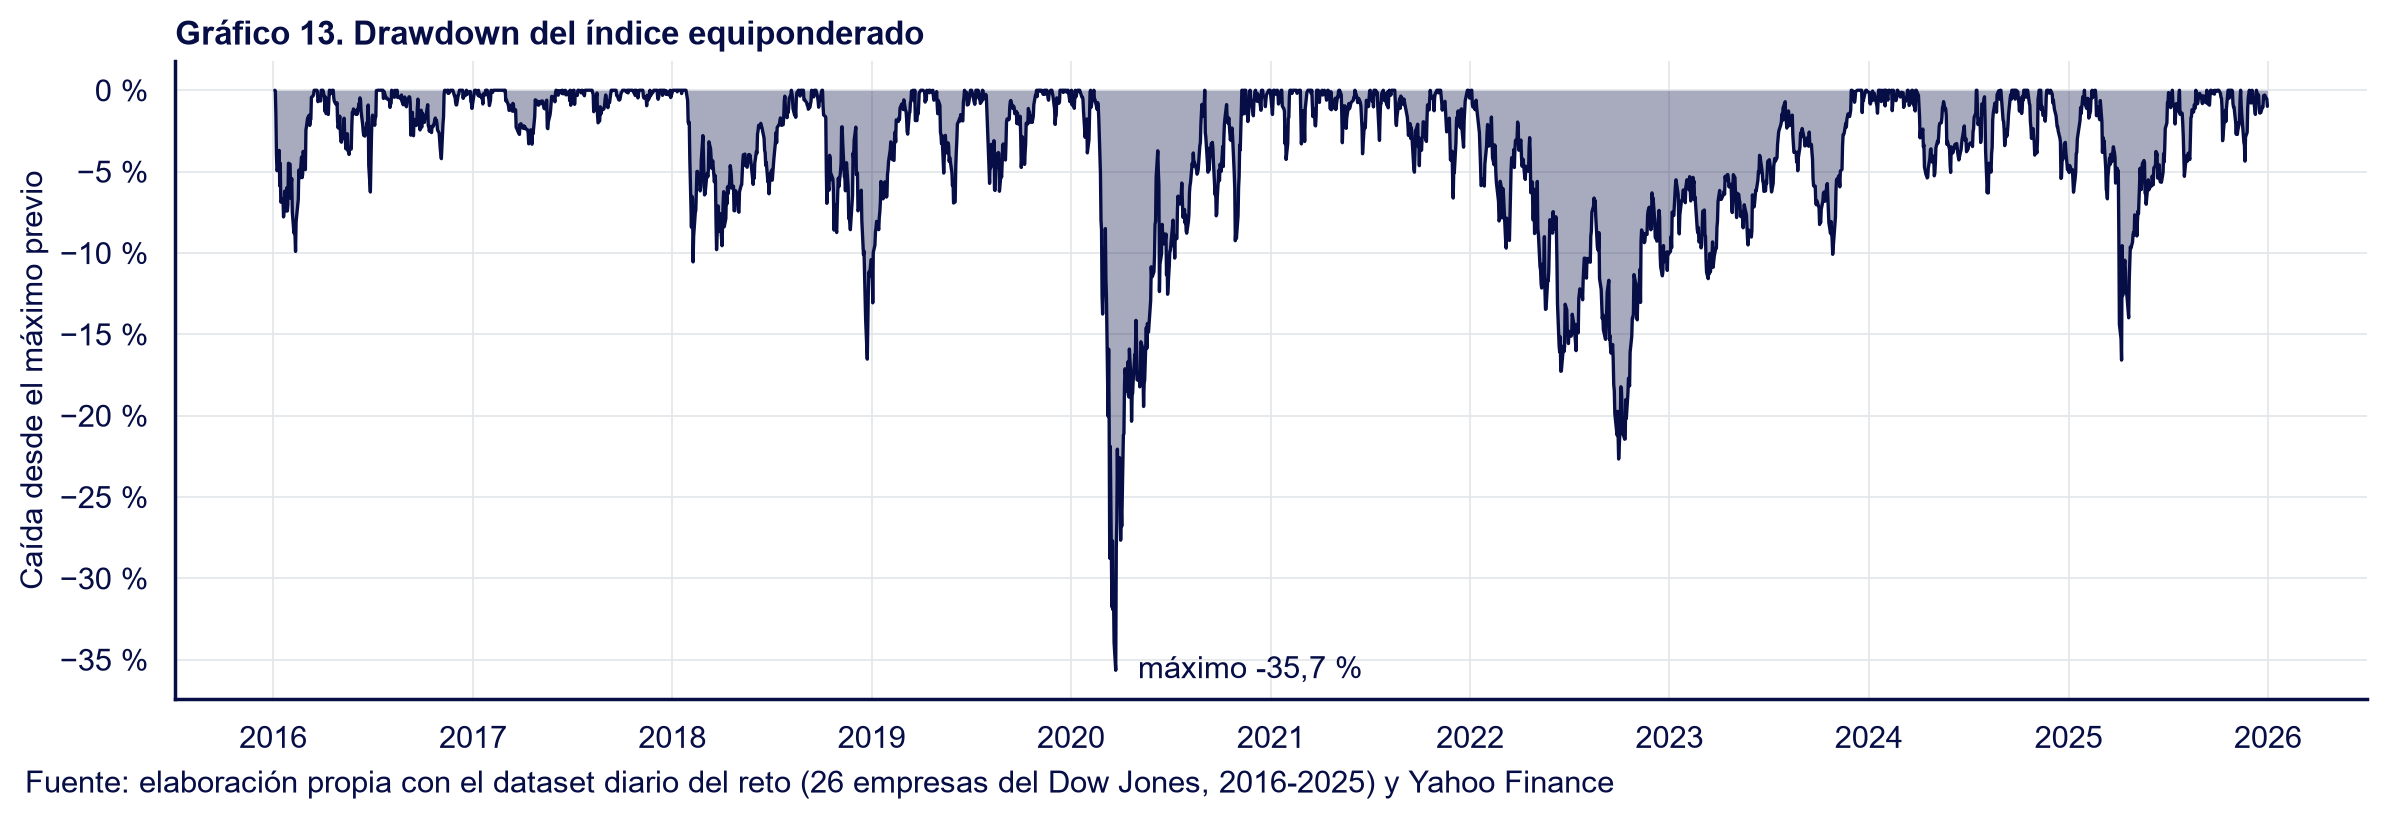 Gráfico 13. Drawdown del índice equiponderado
Caída desde el máximo previo
0 %
−5 %
−10 %
−15 %
−20 %
−25 %
−30 %
−35 %
máximo -35,7 %
2016 2017 2018 2019 2020 2021 2022 2023 2024 2025 2026
Fuente: elaboración propia con el dataset diario del reto (26 empresas del Dow Jones, 2016-2025) y Yahoo Finance